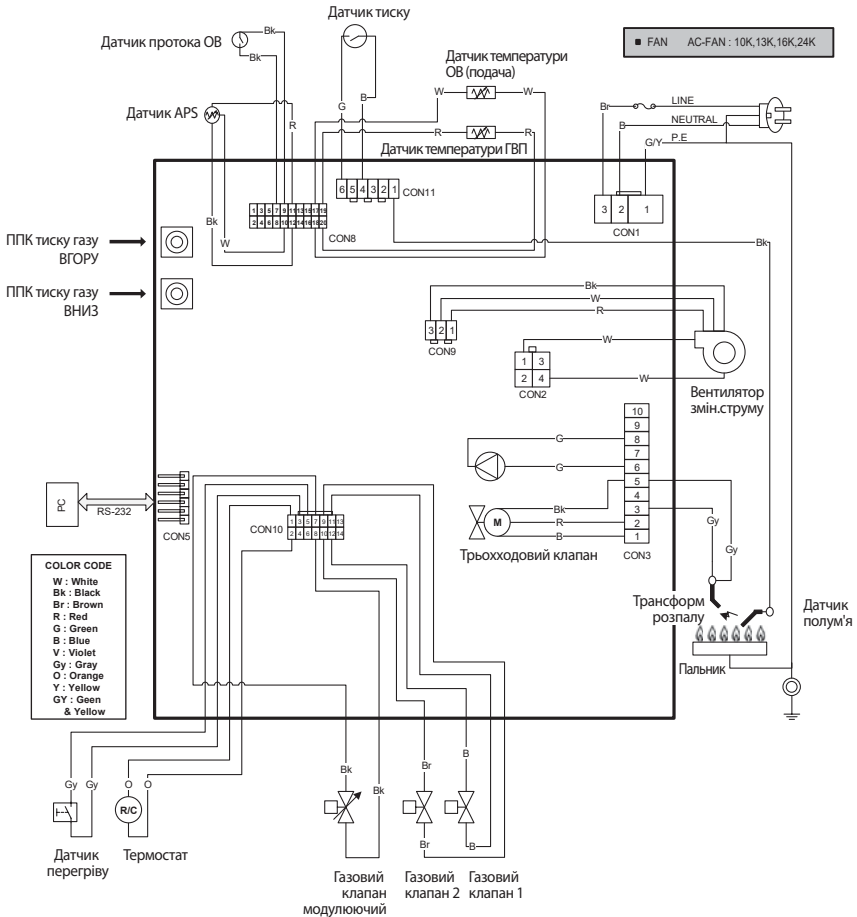 Датчик тиску
■ FAN AC-FAN : 10K,13K,16K,24K
Датчик протока ОВ
Bk
Bk
Датчик температури
ОВ (подача)
W
W
G
B
Датчик APS
R
R
R
Датчик температури ГВП
Br
LINE
B
NEUTRAL
G/Y
P.E
6 5 4 3 2 1
CON11
1 3 5 7 9 11 13 15 17 19
2 4 6 8 10 12 14 16 18 20
CON8
3 2 1
CON1
Bk
W
Bk
ППК тиску газу
ВГОРУ
ППК тиску газу
ВНИЗ
Bk
W
R
3 2 1
CON9
W
1 3
2 4
CON2
W
Вентилятор
змін.струму
10
9
8
7
6
5
4
3
2
1
CON3
G
G
Bk
R
B
M
Трьохходовий клапан
Gy
Gy
PC
RS-232
CON5
CON10
1 3 5 7 9 11 13
2 4 6 8 10 12 14
COLOR CODE
W : White
Bk : Black
Br : Brown
R : Red
G : Green
B : Blue
V : Violet
Gy : Gray
O : Orange
Y : Yellow
GY : Geen
& Yellow
Трансформ
розпалу
Датчик
полум'я
Пальник
Gy
Gy
O
O
R/C
Bk
Bk
Br
Br
B
B
Датчик
перегріву
Термостат
Газовий
клапан
модулюючий
Газовий
клапан 2
Газовий
клапан 1